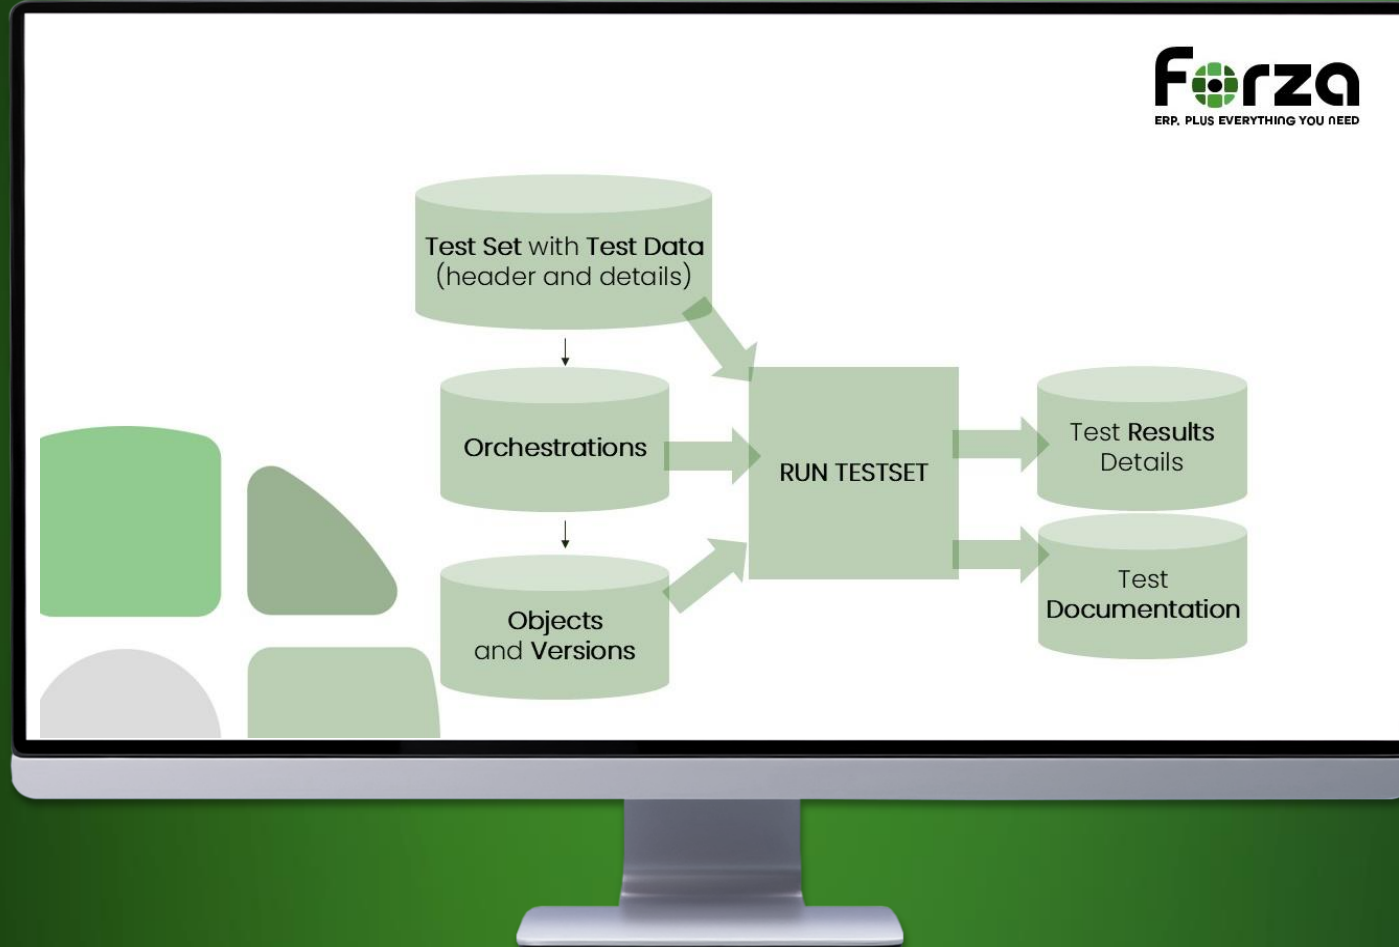 Forza
ERP, PLUS EVERYTHING YOU NEED
Test Set with Test Data
(header and details)
Orchestrations
Objects
and Versions
RUN TESTSET
Test Results
Details
Test
Documentation